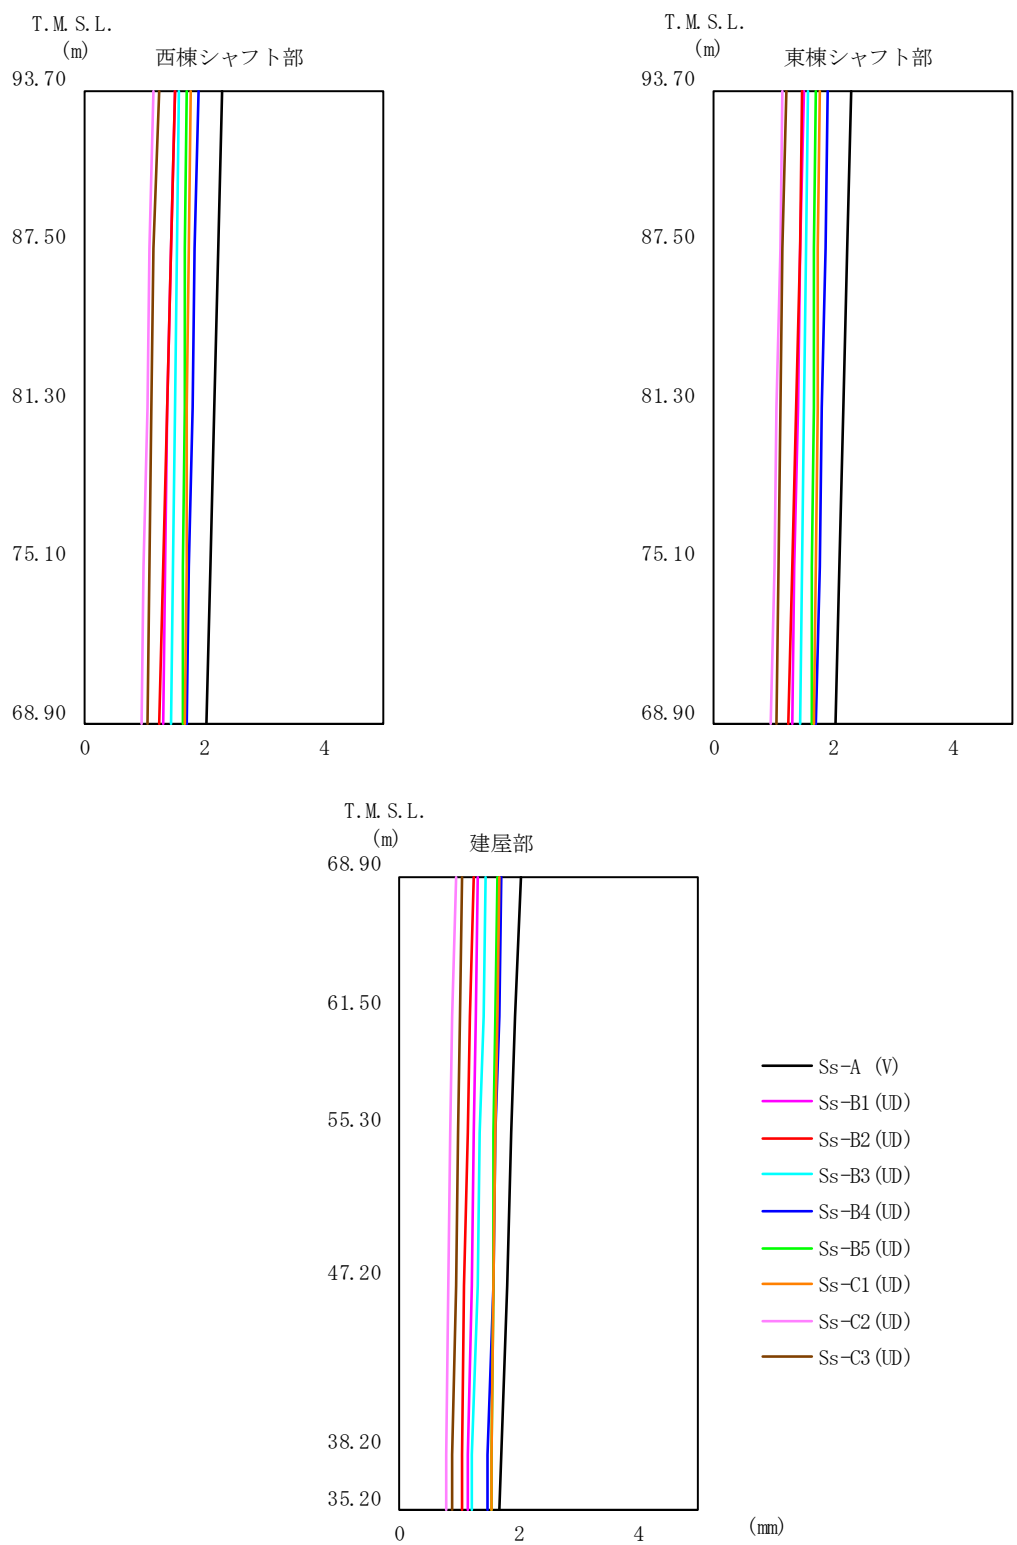 T.M.S.L.
(m)
西棟シャフト部
93.70
87.50
81.30
75.10
68.90
0 2 4
T.M.S.L.
(m)
東棟シャフト部
93.70
87.50
81.30
75.10
68.90
0 2 4
T.M.S.L.
(m)
建屋部
68.90
61.50
55.30
47.20
38.20
35.20
0 2 4 (mm)
Ss-A (V)
Ss-B1(UD)
Ss-B2(UD)
Ss-B3(UD)
Ss-B4(UD)
Ss-B5(UD)
Ss-C1(UD)
Ss-C2(UD)
Ss-C3(UD)